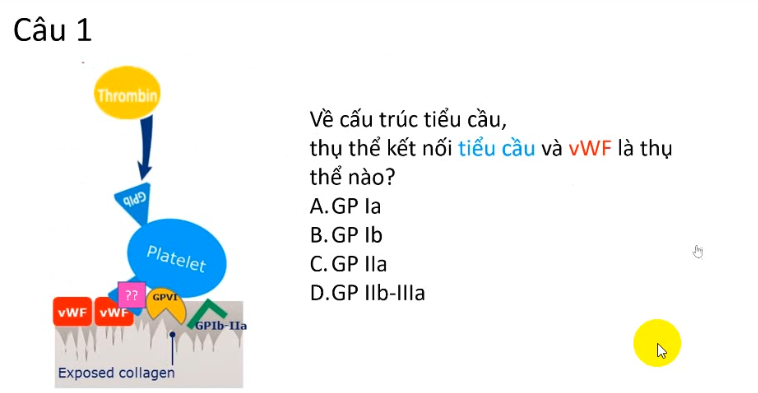 Câu 1
Thrombin
GPIb
Platelet
??
GPVI
vWF
vWF
GPIb-IIa
Exposed collagen
Về cấu trúc tiểu cầu,
thụ thể kết nối tiểu cầu và vWF là thụ
thể nào?
A. GP Ia
B. GP Ib
C. GP IIa
D.GP IIb-IIIa